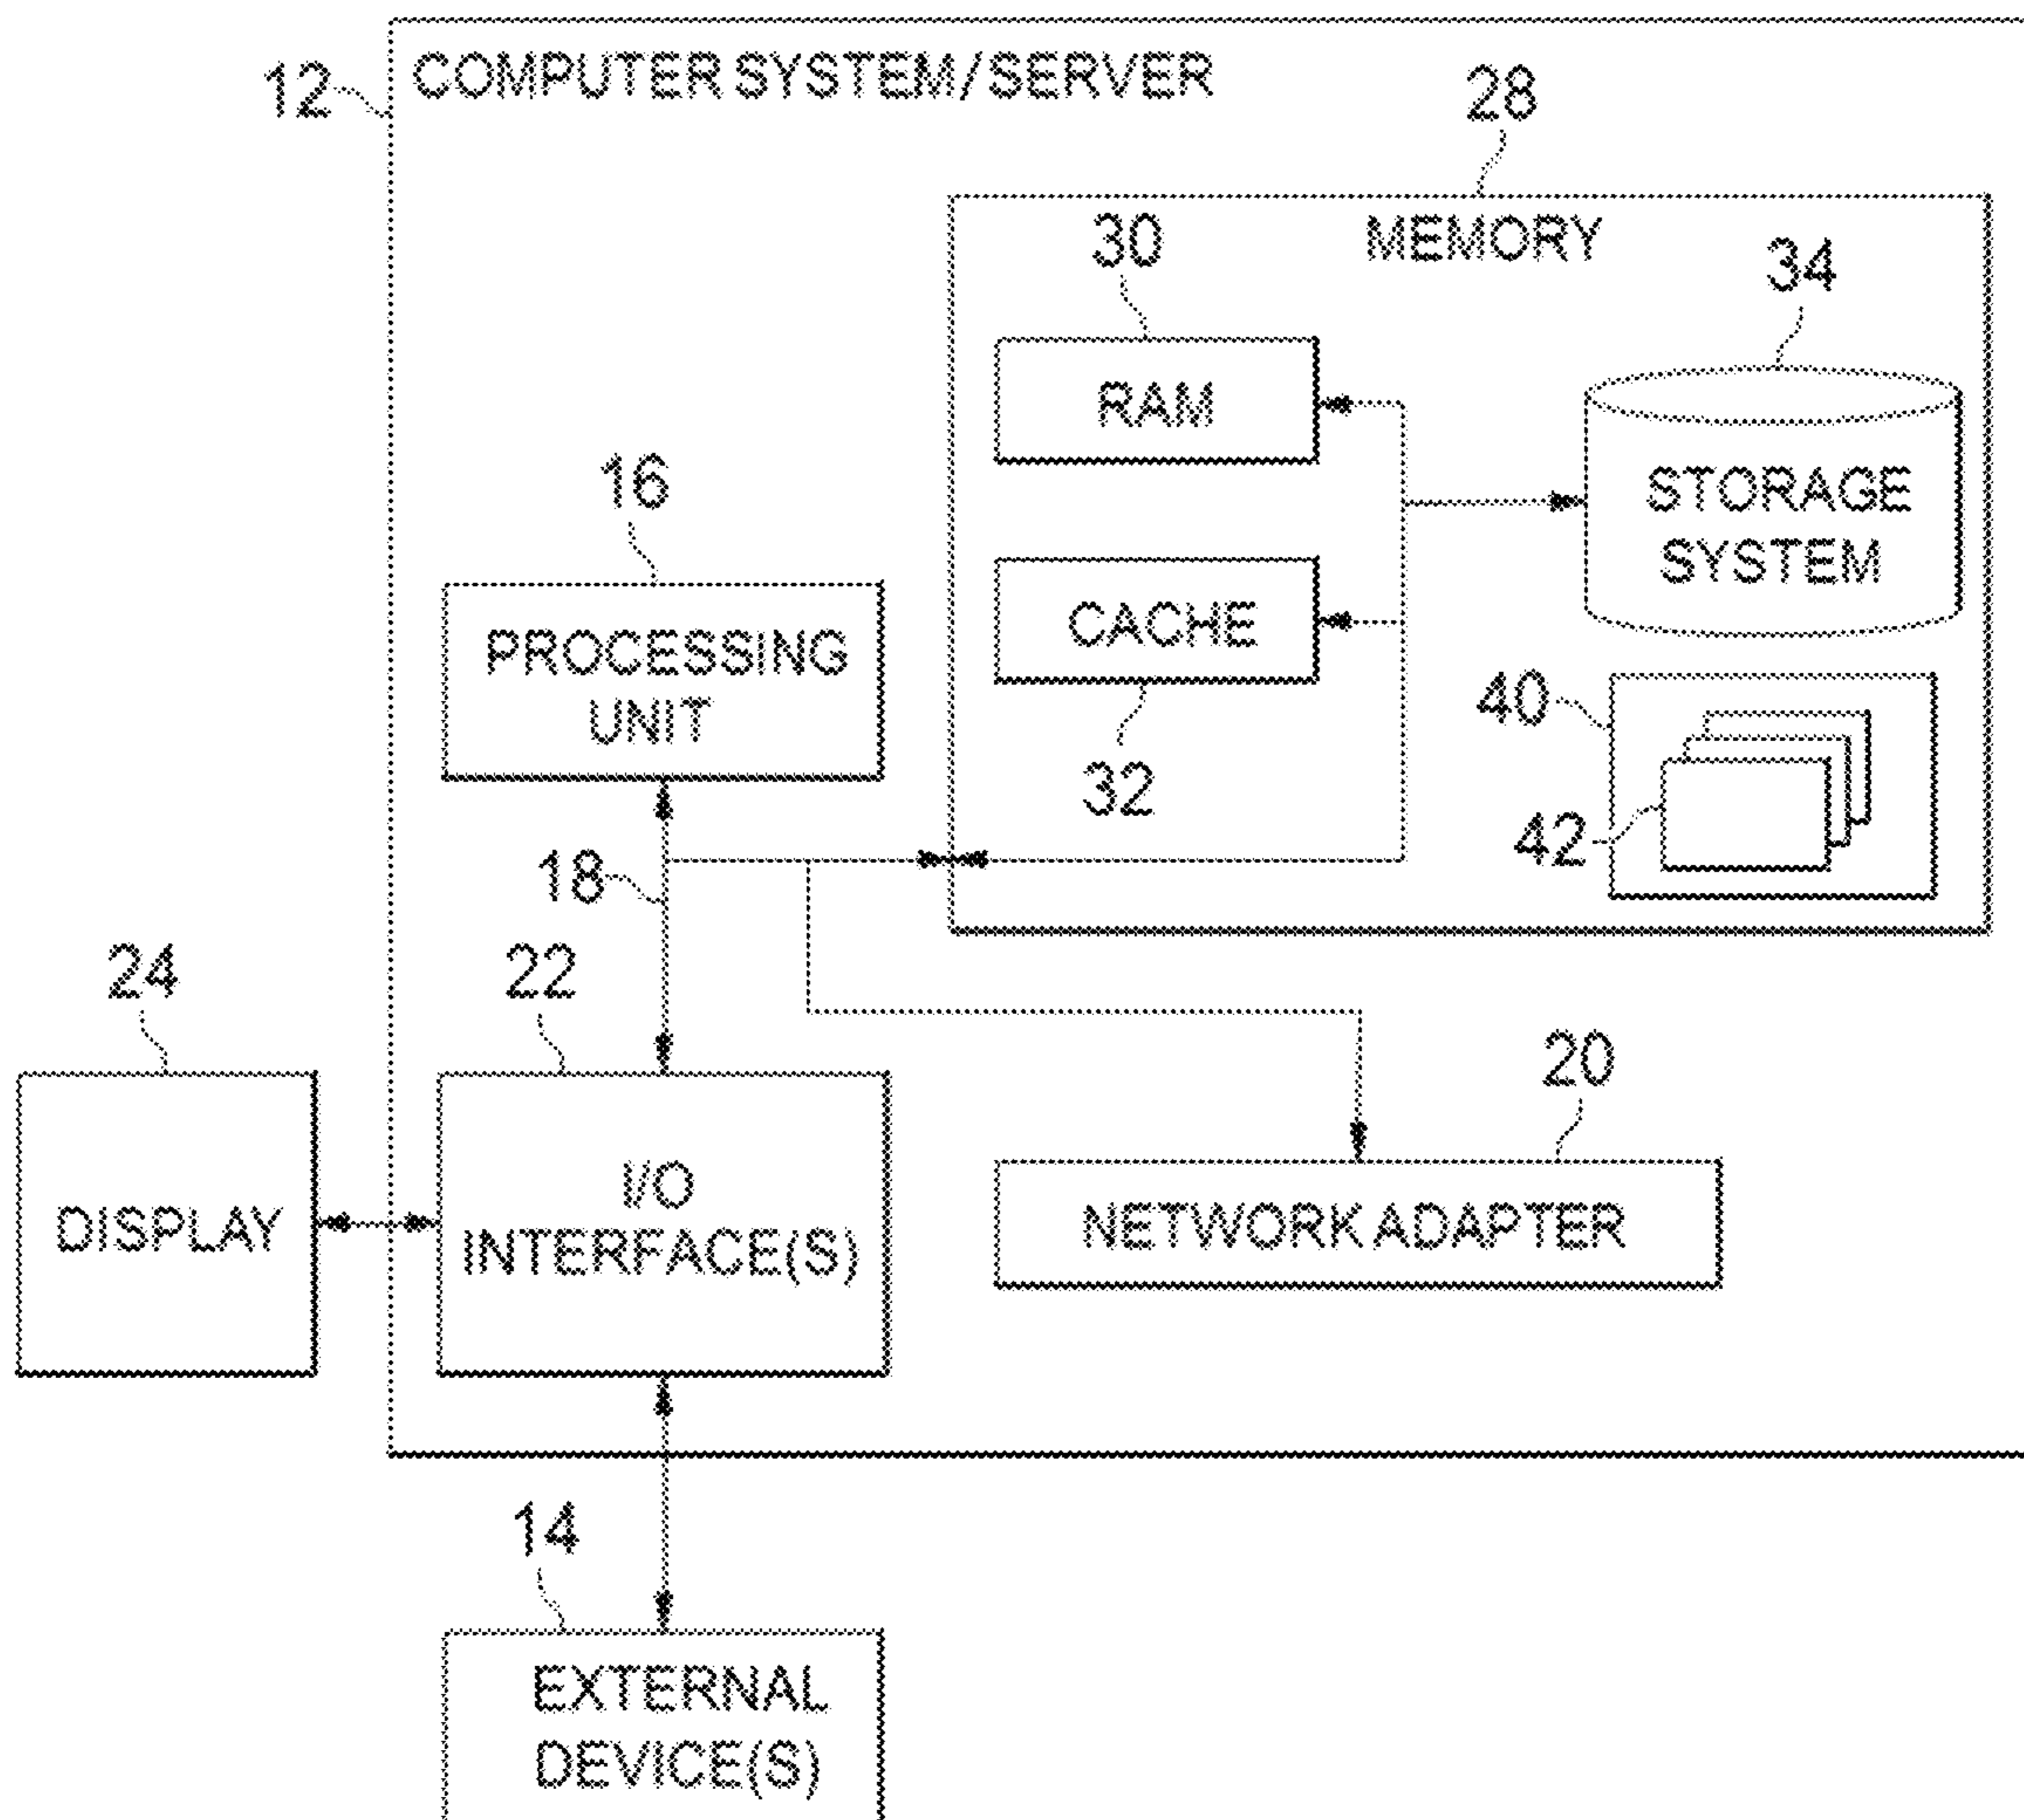 12
COMPUTER SYSTEM/SERVER
28
MEMORY
30
34
RAM
STORAGE
SYSTEM
16
PROCESSING
UNIT
CACHE
32
40
42
18
24
22
20
DISPLAY
I/O
INTERFACE(S)
NETWORK ADAPTER
14
EXTERNAL
DEVICE(S)